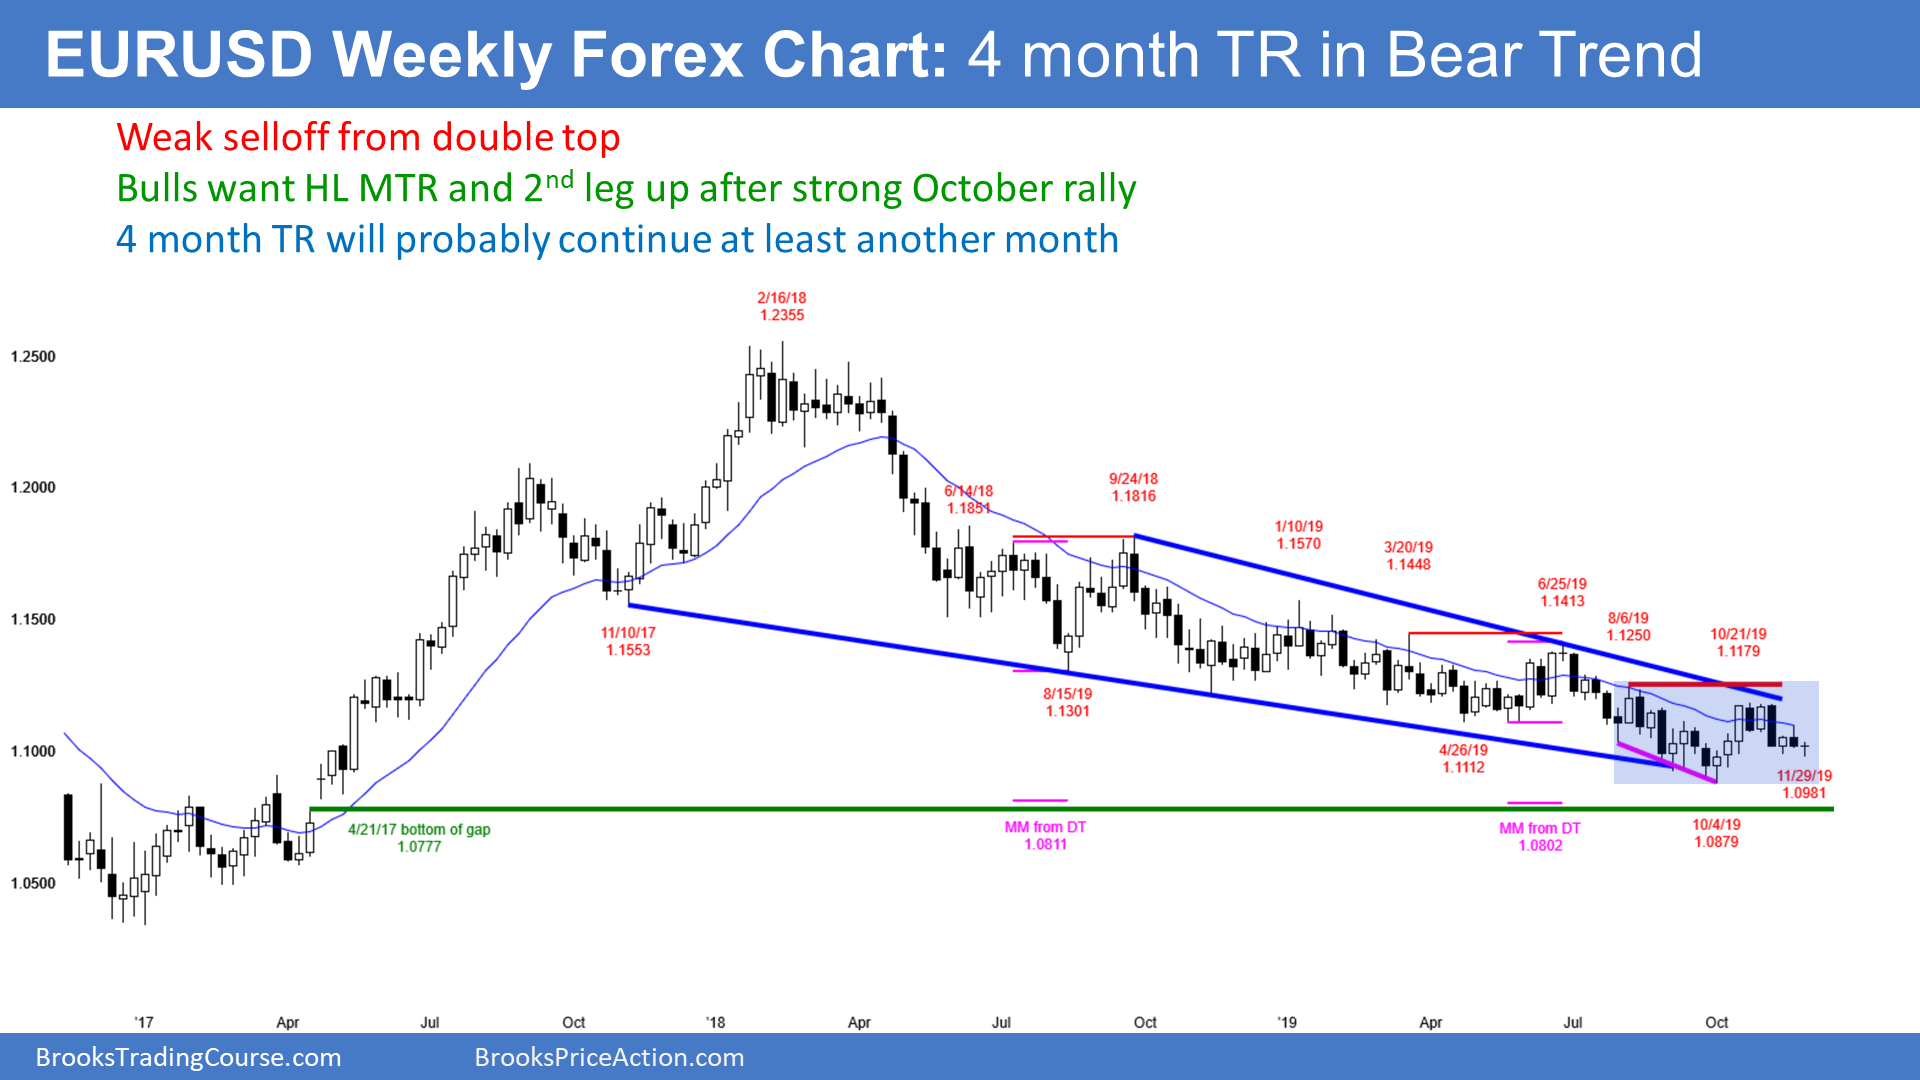 EURUSD Weekly Forex Chart: 4 month TR in Bear Trend
Weak selloff from double top
Bulls want HL MTR and 2nd leg up after strong October rally
4 month TR will probably continue at least another month
2/16/18
1.2355
1.2500
1.2000
1.1500
1.1000
1.0500
6/14/18
1.1851
9/24/18
1.1816
1/10/19
1.1570
3/20/19
1.1448
6/25/19
1.1413
8/6/19
1.1250
10/21/19
1.1179
11/10/17
1.1553
8/15/19
1.1301
4/26/19
1.1112
11/29/19
1.0981
4/21/17 bottom of gap
1.0777
MM from DT
1.0811
MM from DT
1.0802
10/4/19
1.0879
'17
Apr
Jul
Oct
'18
Apr
Jul
Oct
'19
Apr
Jul
Oct
BrooksTradingCourse.com
BrooksPriceAction.com